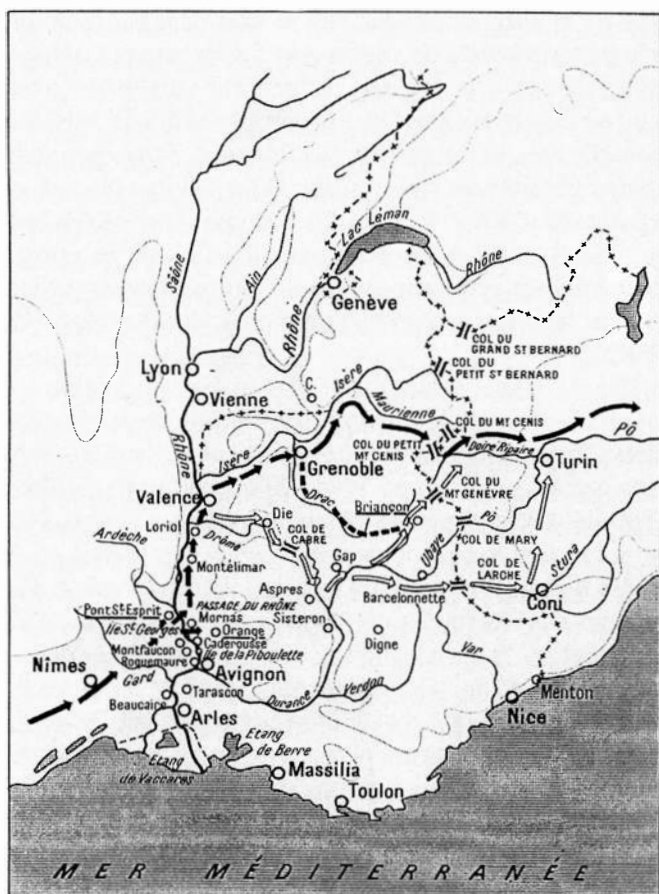 Saône
Ain
Lac Léman
Rhône
Genève
Rhône
COL DU
GRAND ST BERNARD
COL DU
PETIT ST BERNARD
Lyon
Vienne
C.
Isère
Maurienne
COL DU MT CENIS
COL DU PETIT
MT CENIS
Doire Ripaire
Pô
Turin
Rhône
Isère
Grenoble
Valence
Drac
Briançon
COL DU
MT GENÈVRE
Loriol
Drôme
Die
COL DE
CABRE
Pô
Ardeche
Montélimar
Gap
Ubaye
COL DE MARY
Stura
COL DE
LARCHE
Aspres
Barcelonnette
Coni
Pont St Esprit
PASSAGE DU RHÔNE
Mornas
Sisteron
Ile St Georges
Orange
Caderousse
Montfaucon
Ile de la Piboulette
Roquemaure
Digne
Nîmes
Avignon
Var
Gard
Tarascon
Durance
Verdon
Menton
Beaucaire
Arles
Nice
Etang
de Berre
Etang
de Vaccarès
Massilia
Toulon
MER MÉDITERRANÉE